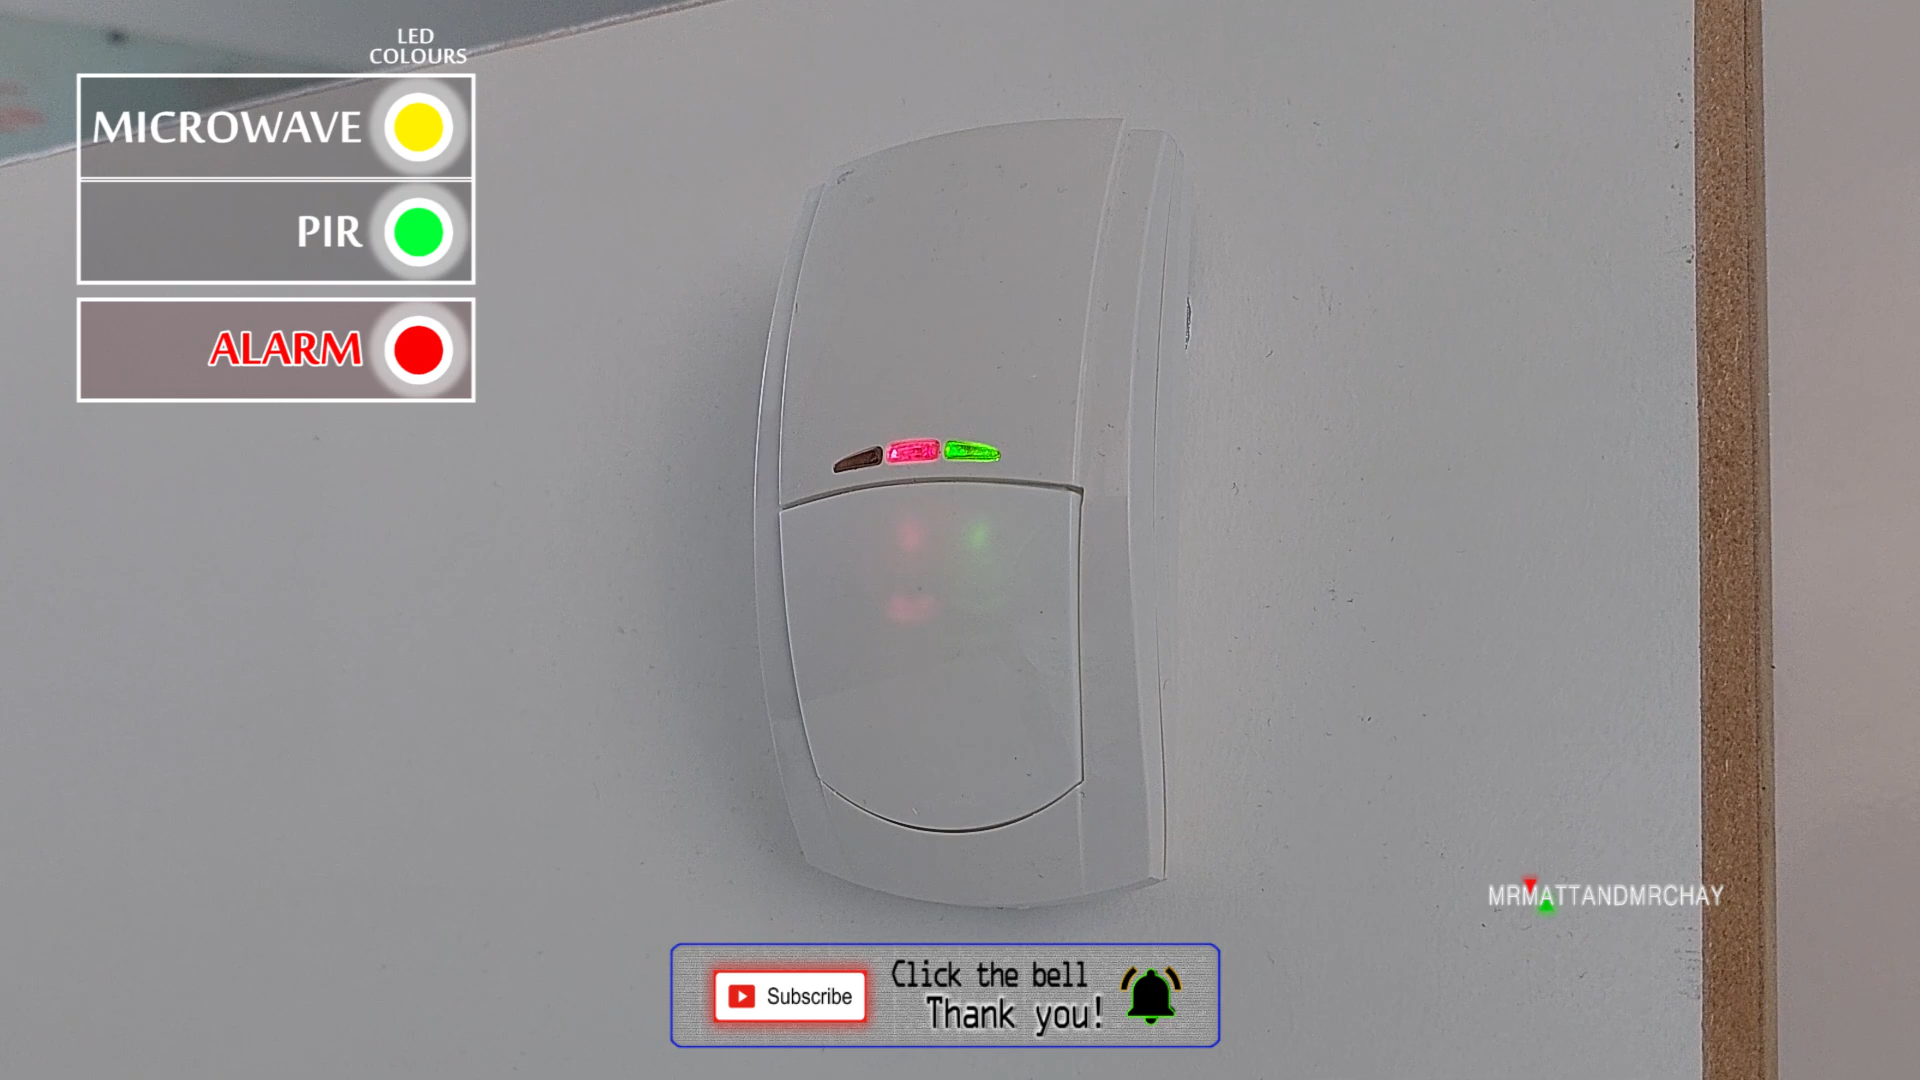 LED
COLOURS
MICROWAVE
PIR
ALARM
MRMATTANDMRCHAY
Subscribe
Click the bell
Thank you!